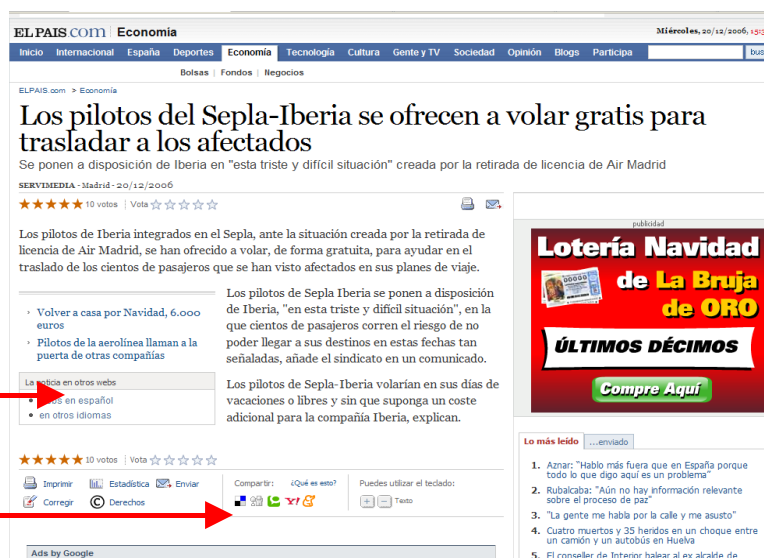 EL PAIS COM Economía
Miércoles, 20/12/2006,
Inicio Internacional España Deportes Economía Tecnología Cultura Gente y TV Sociedad Opinión Blogs Participa
Bolsas | Fondos | Negocios
ELPAIS.com > Economía
Los pilotos del Sepla-Iberia se ofrecen a volar gratis para
trasladar a los afectados
Se ponen a disposición de Iberia en "esta triste y difícil situación" creada por la retirada de licencia de Air Madrid
SERVIMEDIA - Madrid - 20/12/2006
10 votos | Vota
Los pilotos de Iberia integrados en el Sepla, ante la situación creada por la retirada de
licencia de Air Madrid, se han ofrecido a volar, de forma gratuita, para ayudar en el
traslado de los cientos de pasajeros que se han visto afectados en sus planes de viaje.
Volver a casa por Navidad, 6.000
euros
Pilotos de la aerolínea llaman a la
puerta de otras compañías
La noticia en otros webs
en español
en otros idiomas
Los pilotos de Sepla Iberia se ponen a disposición
de Iberia, "en esta triste y difícil situación", en la
que cientos de pasajeros corren el riesgo de no
poder llegar a sus destinos en estas fechas tan
señaladas, añade el sindicato en un comunicado.
Los pilotos de Sepla-Iberia volarían en sus días de
vacaciones o libres y sin que suponga un coste
adicional para la compañía Iberia, explican.
10 votos | Vota
Imprimir Estadística Enviar
Corregir Derechos
Compartir: ¿Qué es esto?
Puedes utilizar el teclado:
+ - Texto
Ads by Google
publicidad
Lotería Navidad
de La Bruja
de ORO
ÚLTIMOS DÉCIMOS
Compre Aquí
Lo más leído ...enviado
1. Aznar: "Hablo más fuera que en España porque
todo lo que digo aquí es un problema"
2. Rubalcaba: "Aún no hay información relevante
sobre el proceso de paz"
3. "La gente me habla por la calle y me asusto"
4. Cuatro muertos y 35 heridos en un choque entre
un camión y un autobús en Huelva
5. El conseller de Interior balear al ex alcalde de